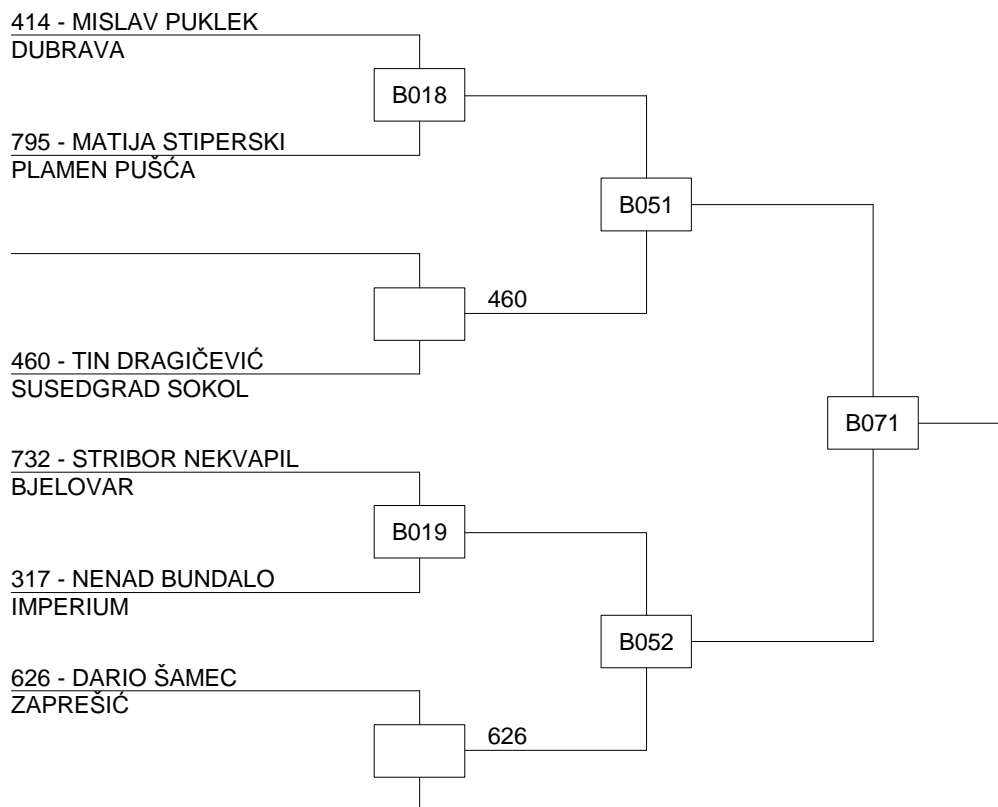 414 - MISLAV PUKLEK
DUBRAVA
B018
795 - MATIJA STIPERSKI
PLAMEN PUŠĆA
B051
460
460 - TIN DRAGIČEVIĆ
SUSEDGRAD SOKOL
B071
732 - STRIBOR NEKVAPIL
BJELOVAR
B019
317 - NENAD BUNDALO
IMPERIUM
B052
626 - DARIO ŠAMEC
ZAPREŠIĆ
626